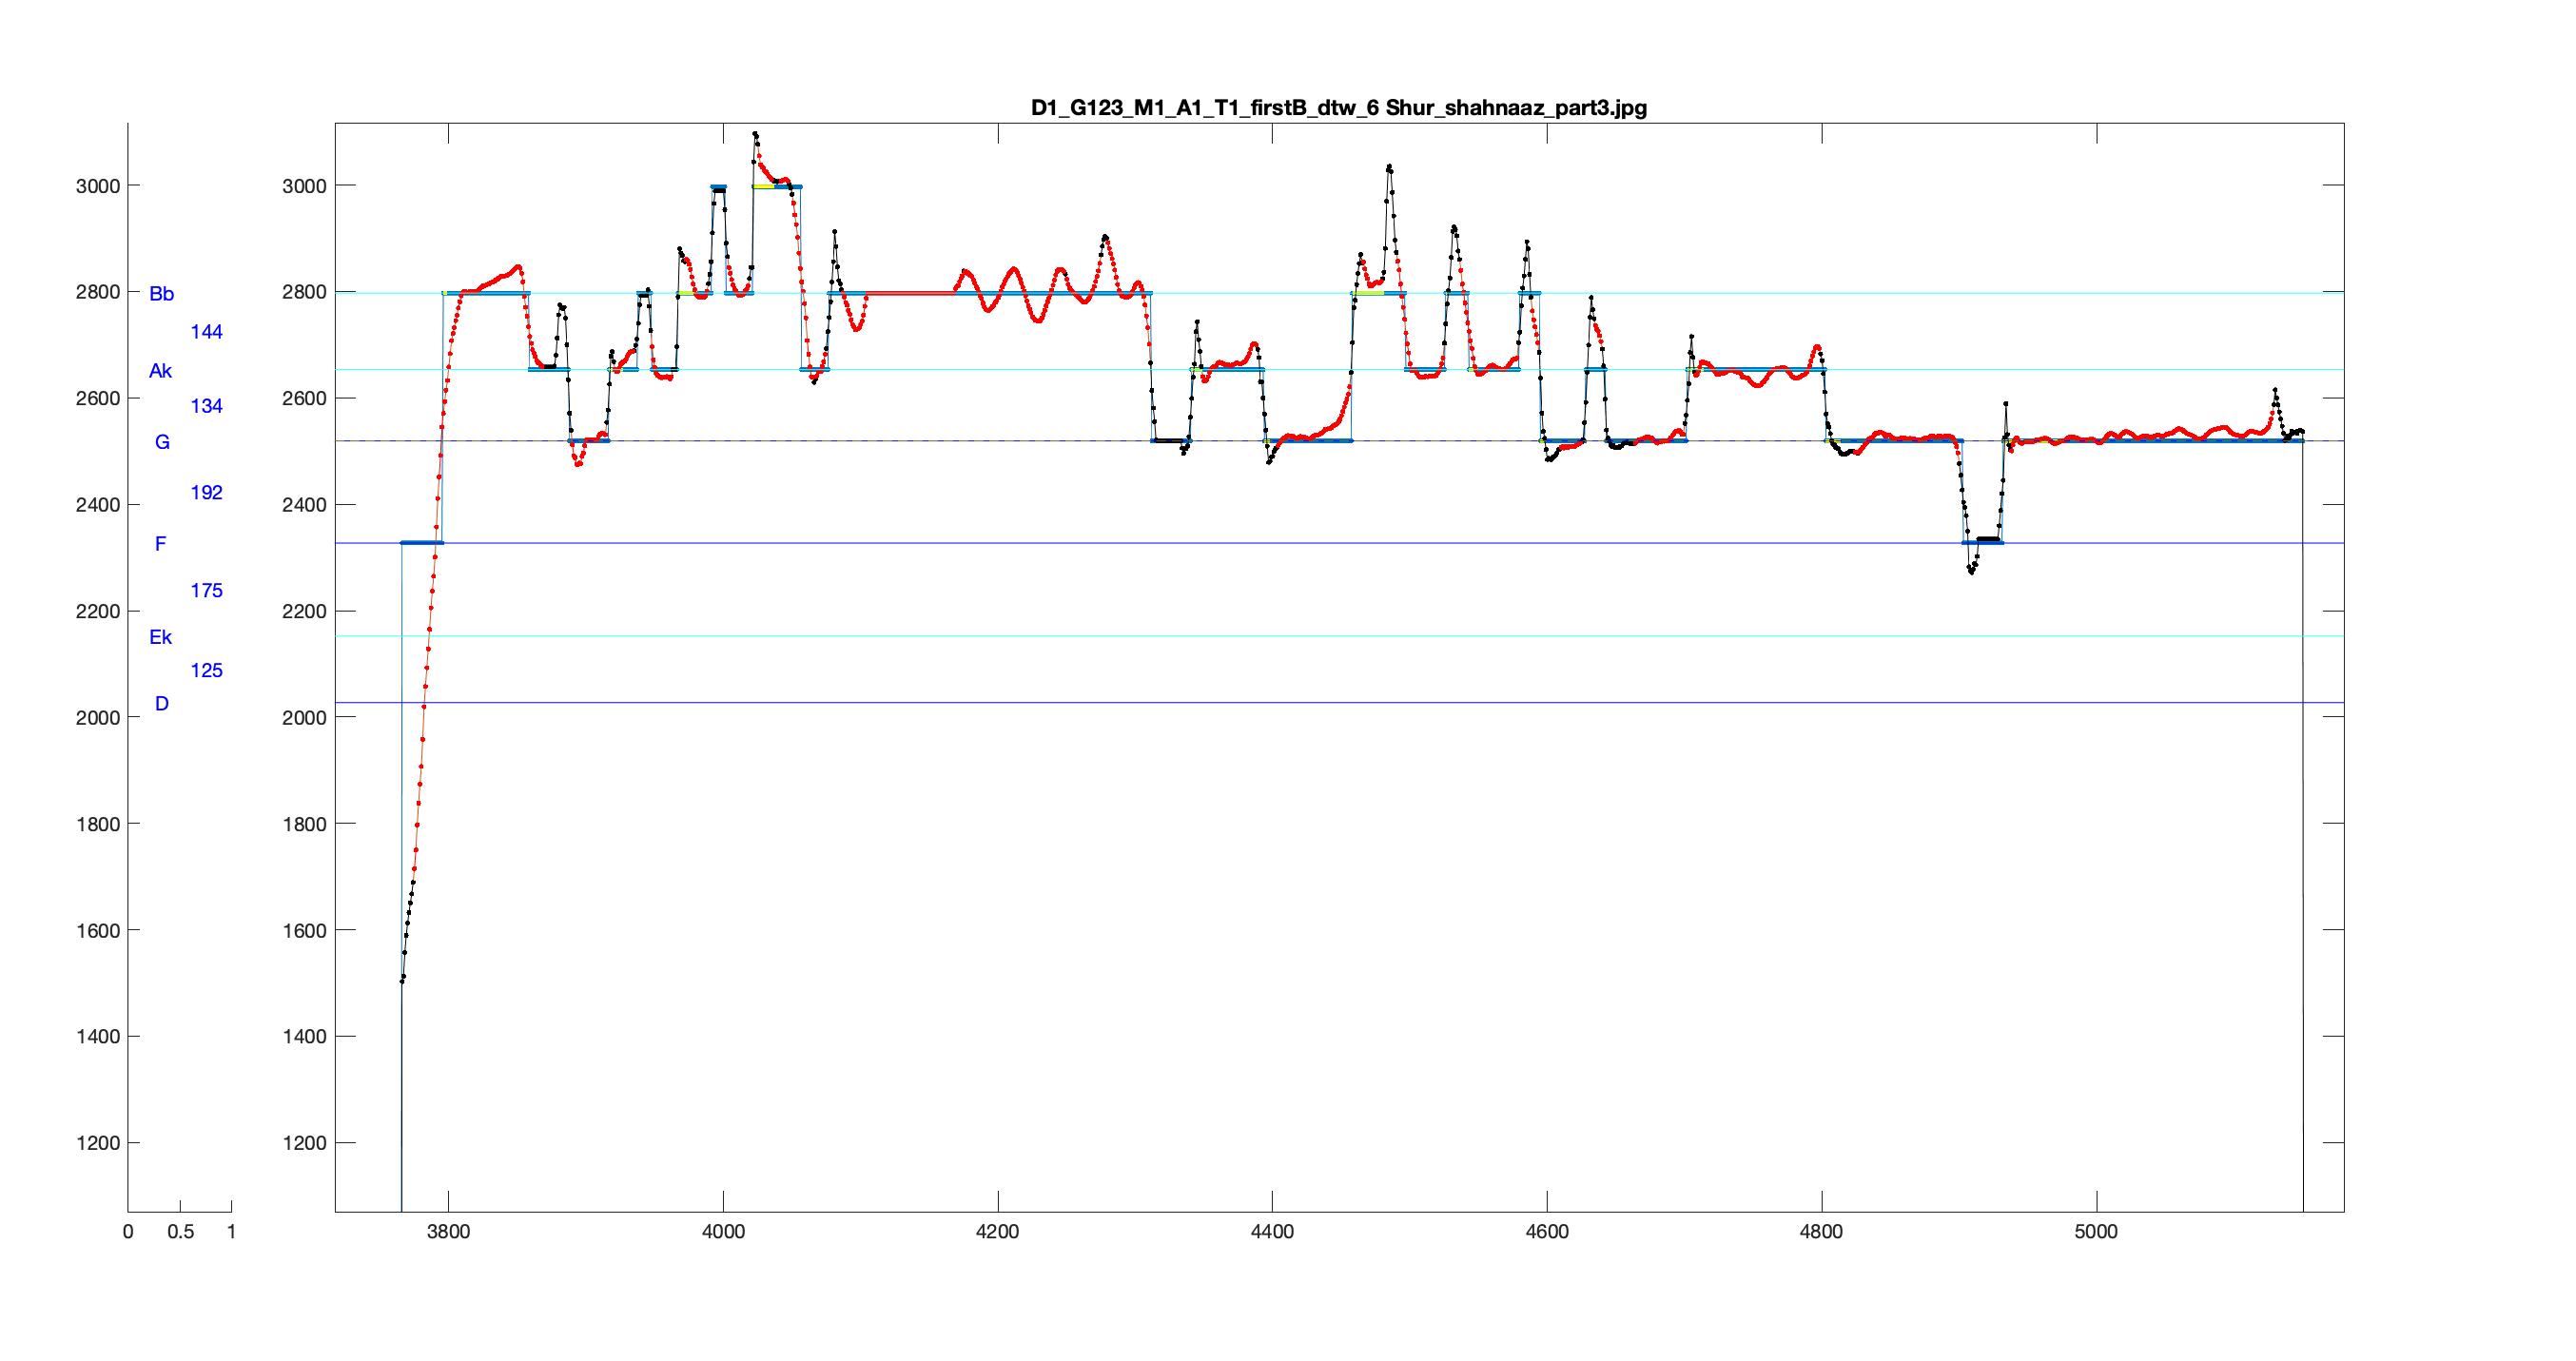 D1_G123_M1_A1_T1_firstB_dtw_6 Shur_shahnaaz_part3.jpg
3000 3000
2800 Bb 2800
144
Ak
2600 134 2600
G
192
2400 2400
F
175
2200 2200
Ek
125
D
2000 2000
1800 1800
1600 1600
1400 1400
1200 1200
0 0.5 1 3800 4000 4200 4400 4600 4800 5000